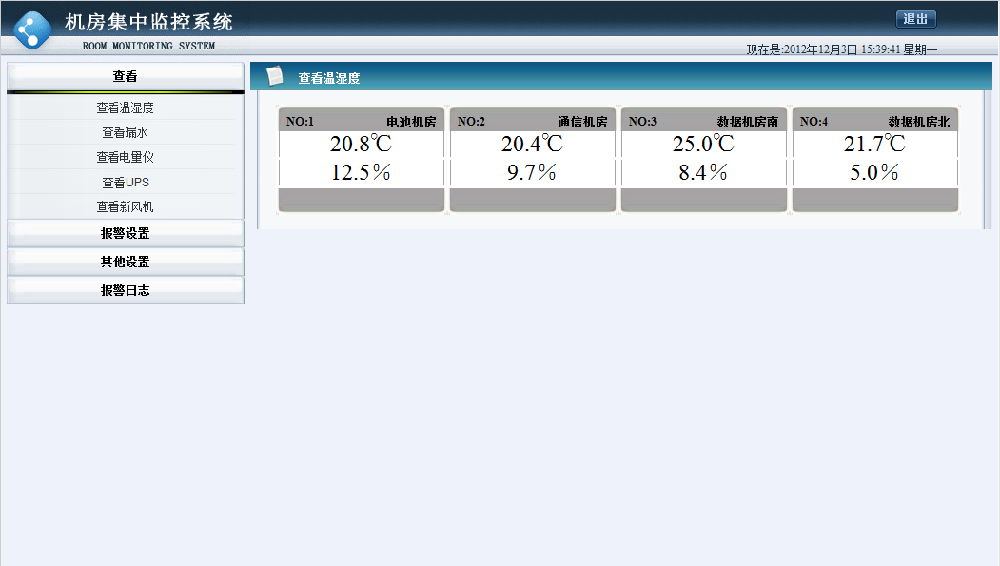 机房集中监控系统
退出
ROOM MONITORING SYSTEM
现在是:2012年12月3日 15:39:41 星期一
查看
查看温湿度
查看漏水
查看电量仪
查看UPS
查看新风机
报警设置
其他设置
报警日志
查看温湿度
NO:1 电池机房
20.8℃
12.5%
NO:2 通信机房
20.4℃
9.7%
NO:3 数据机房南
25.0℃
8.4%
NO:4 数据机房北
21.7℃
5.0%